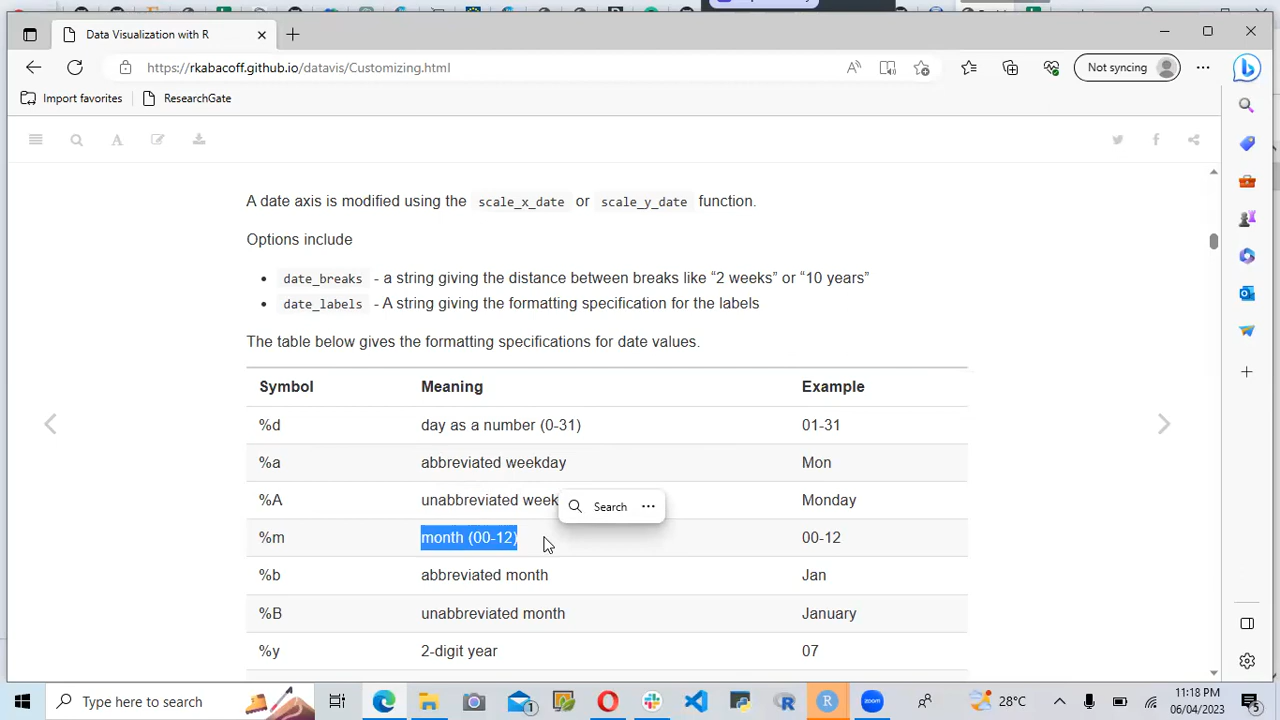 Data Visualization with R
https://rkabacoff.github.io/datavis/Customizing.html
Not syncing
Import favorites
ResearchGate
A date axis is modified using the scale_x_date or scale_y_date function.
Options include
• date_breaks - a string giving the distance between breaks like “2 weeks” or “10 years”
• date_labels - A string giving the formatting specification for the labels
The table below gives the formatting specifications for date values.
Symbol Meaning Example
%d day as a number (0-31) 01-31
%a abbreviated weekday Mon
%A unabbreviated week Monday
Search
%m month (00-12) 00-12
%b abbreviated month Jan
%B unabbreviated month January
%y 2-digit year 07
Type here to search
1
28°C
11:18 PM
06/04/2023
5